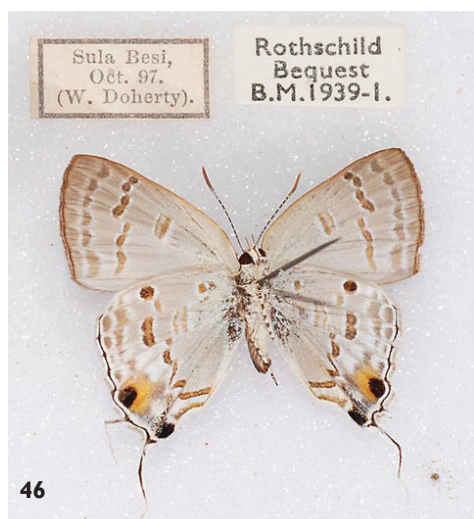 Sula Besi,
Oct. 97.
(W. Doherty).
Rothschild
Bequest
B.M.1939-1.
46